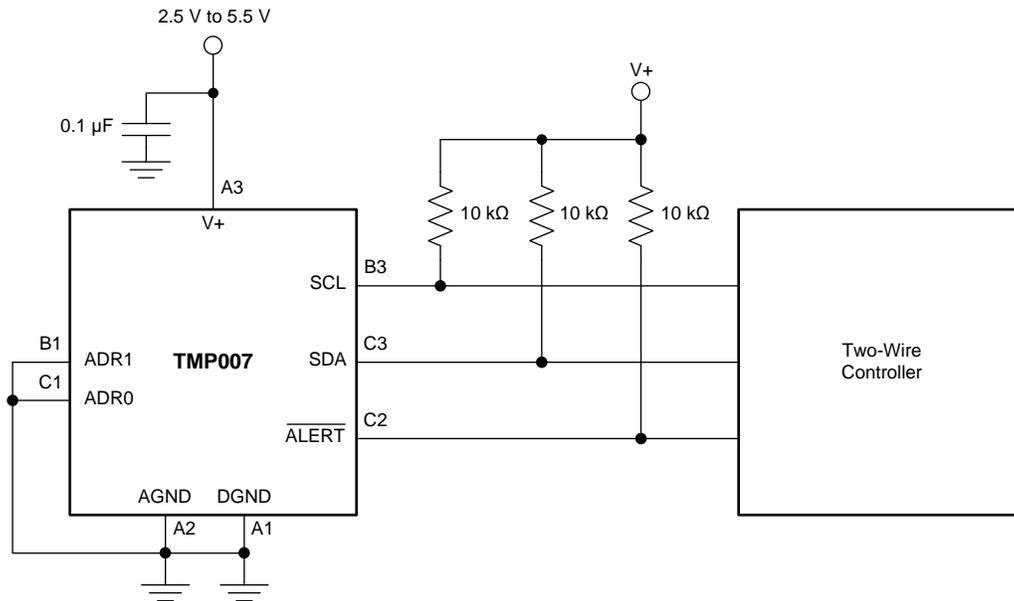 2.5 V to 5.5 V
V+
0.1 µF
A3
10 kΩ
10 kΩ
10 kΩ
V+
B3
SCL
B1
C3
ADR1
TMP007
SDA
Two-Wire
Controller
C1
ADR0
C2
ALERT
AGND
DGND
A2
A1